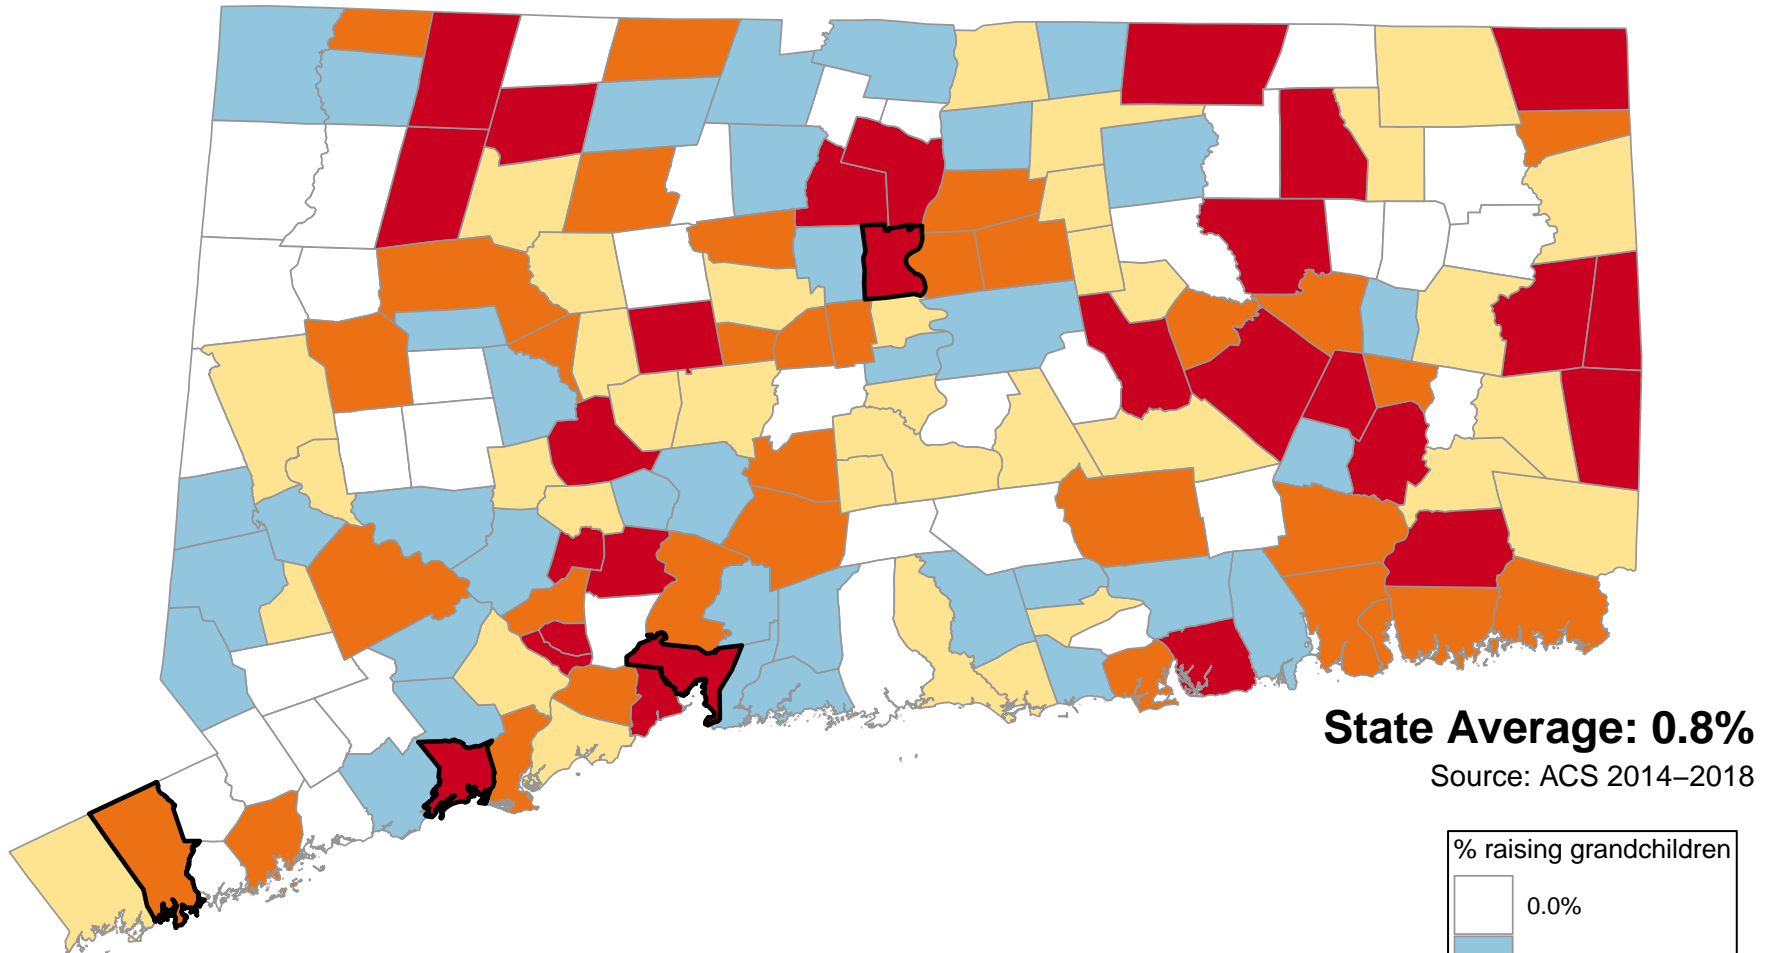 State Average: 0.8%
Source: ACS 2014–2018
% raising grandchildren
0.0%